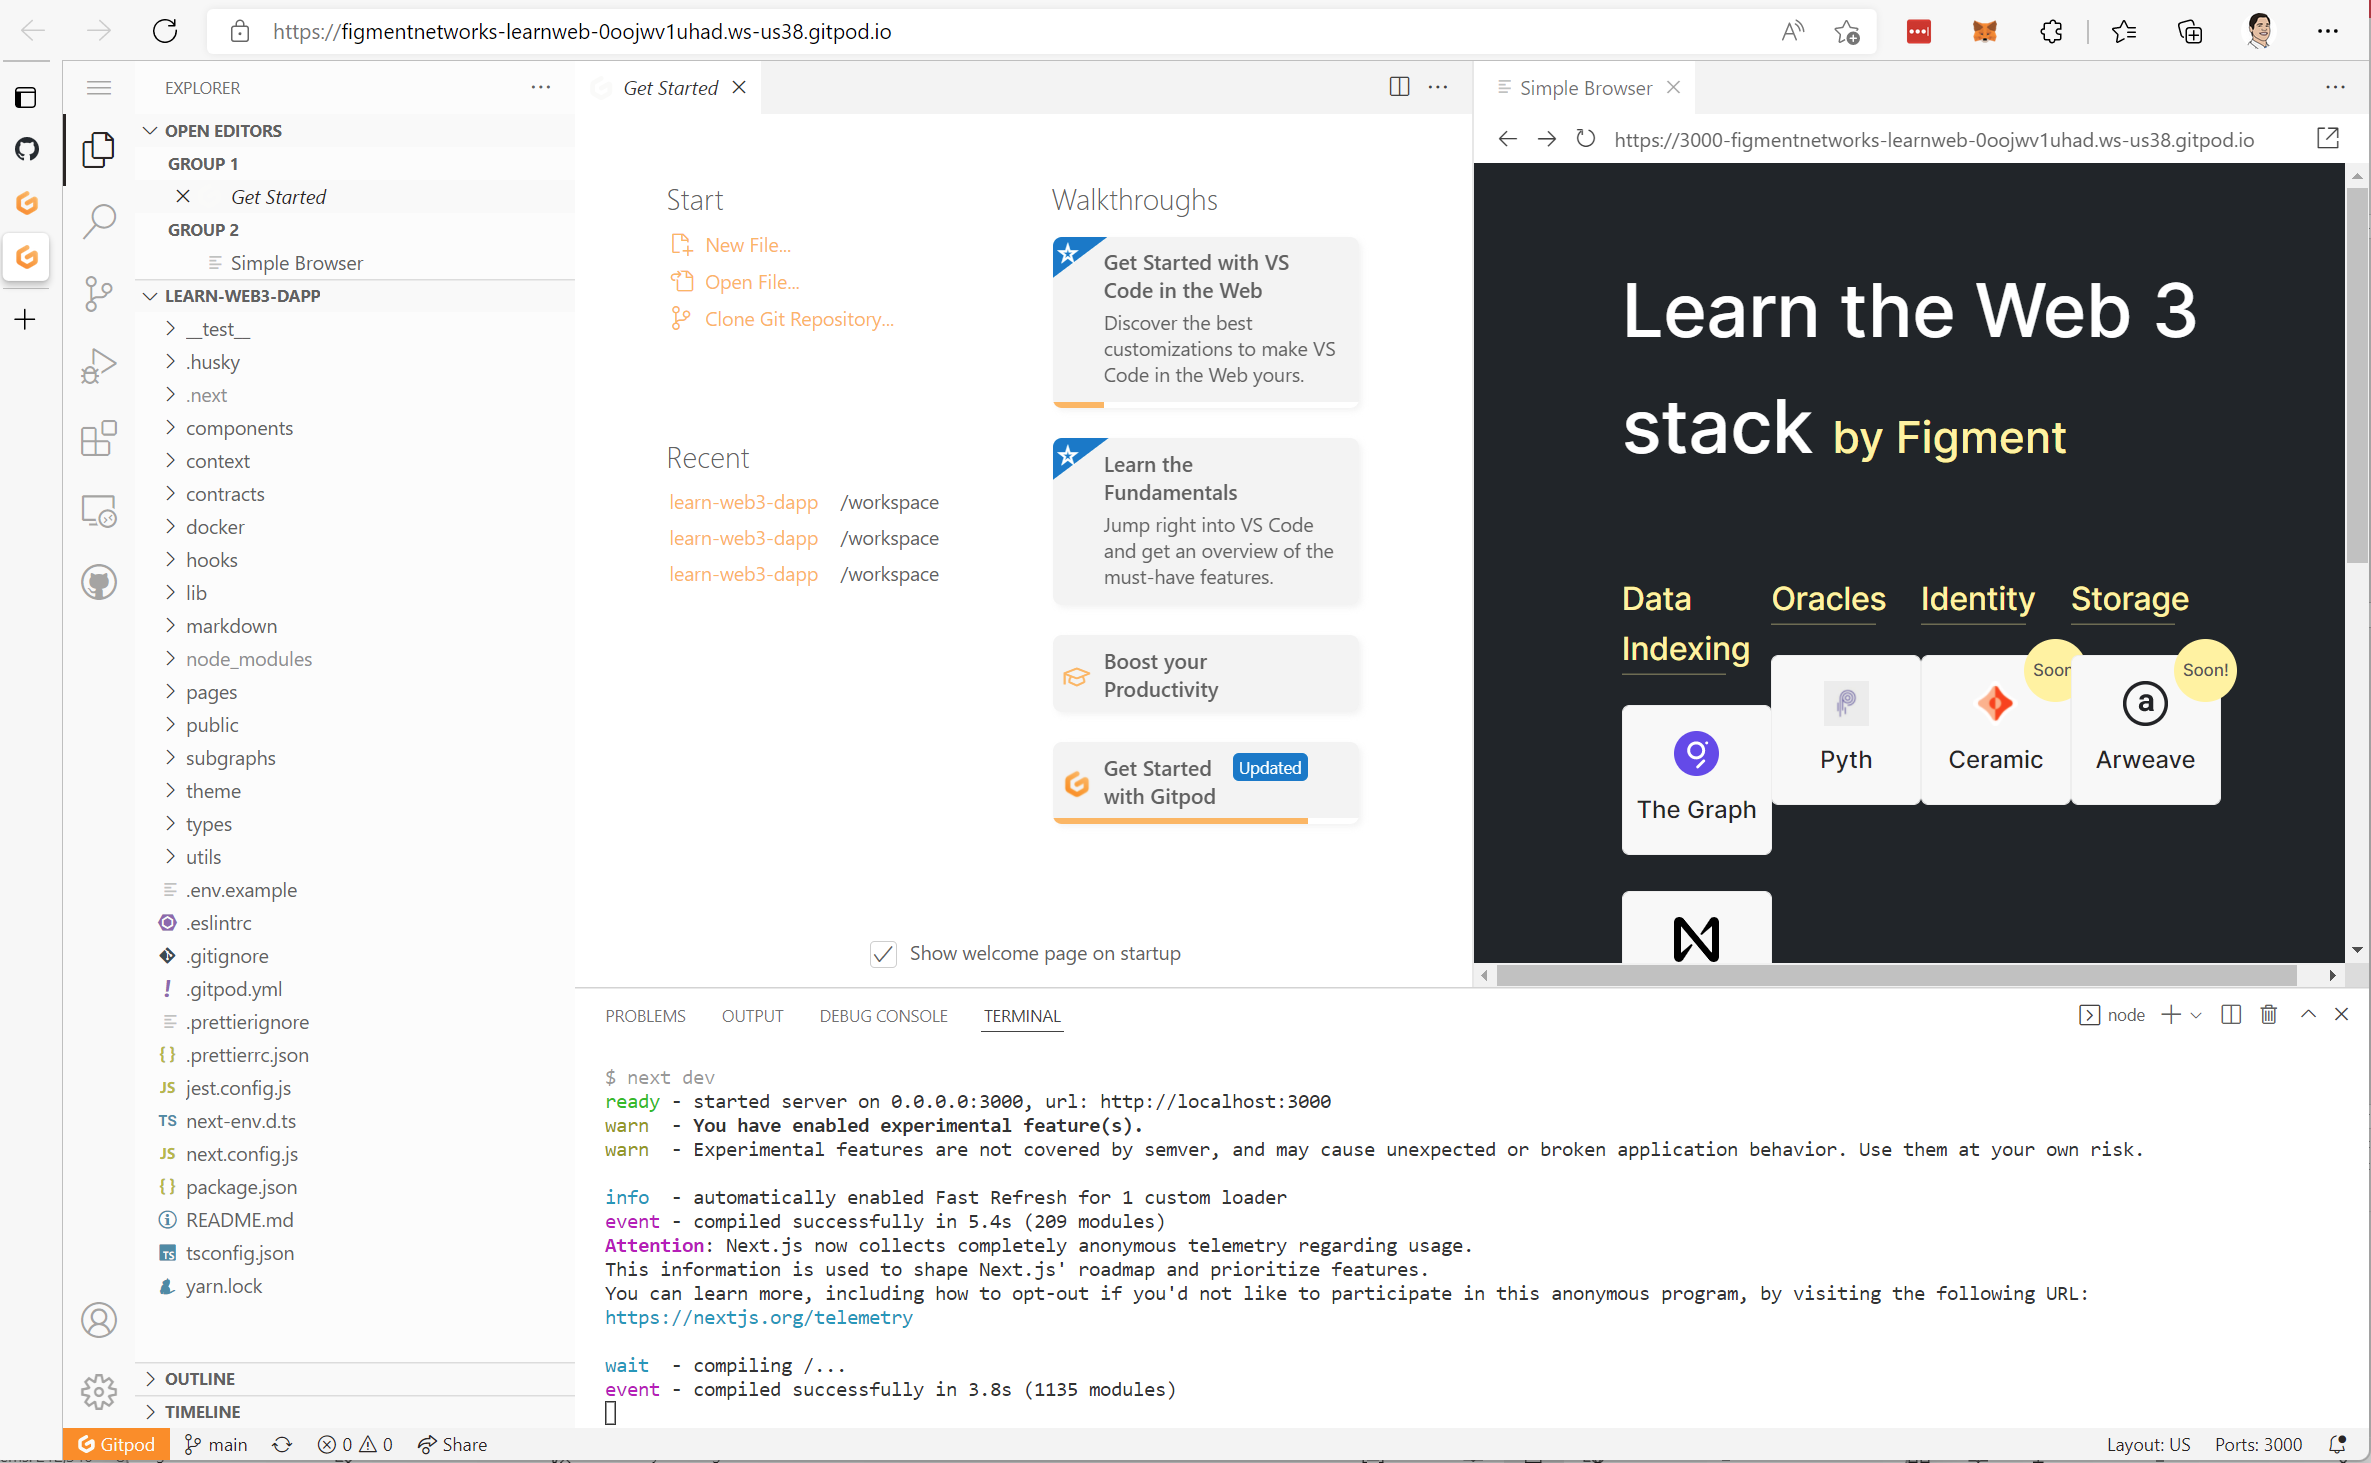 https://figmentnetworks-learnweb-0oojwv1uhad.ws-us38.gitpod.io
EXPLORER
OPEN EDITORS
GROUP 1
Get Started
GROUP 2
Simple Browser
LEARN-WEB3-DAPP
__test__
.husky
.next
components
context
contracts
docker
hooks
lib
markdown
node_modules
pages
public
subgraphs
theme
types
utils
.env.example
.eslintrc
.gitignore
.gitpod.yml
.prettierignore
.prettierrc.json
JS jest.config.js
TS next-env.d.ts
JS next.config.js
package.json
README.md
TS tsconfig.json
yarn.lock
OUTLINE
TIMELINE
Get Started
Start
New File...
Open File...
Clone Git Repository...
Recent
learn-web3-dapp /workspace
learn-web3-dapp /workspace
learn-web3-dapp /workspace
Walkthroughs
Get Started with VS
Code in the Web
Discover the best
customizations to make VS
Code in the Web yours.
Learn the
Fundamentals
Jump right into VS Code
and get an overview of the
must-have features.
Boost your
Productivity
Get Started
with Gitpod
Updated
Show welcome page on startup
Simple Browser
https://3000-figmentnetworks-learnweb-0oojwv1uhad.ws-us38.gitpod.io
Learn the Web 3
stack by Figment
Data
Indexing
Oracles
Identity
Storage
The Graph
Pyth
Soon
Ceramic
Soon!
a
Arweave
PROBLEMS OUTPUT DEBUG CONSOLE TERMINAL
node
$ next dev
ready - started server on 0.0.0.0:3000, url: http://localhost:3000
warn - You have enabled experimental feature(s).
warn - Experimental features are not covered by semver, and may cause unexpected or broken application behavior. Use them at your own risk.
info - automatically enabled Fast Refresh for 1 custom loader
event - compiled successfully in 5.4s (209 modules)
Attention: Next.js now collects completely anonymous telemetry regarding usage.
This information is used to shape Next.js' roadmap and prioritize features.
You can learn more, including how to opt-out if you'd not like to participate in this anonymous program, by visiting the following URL:
https://nextjs.org/telemetry
wait - compiling /...
event - compiled successfully in 3.8s (1135 modules)
Gitpod main 0 0 Share
Layout: US Ports: 3000